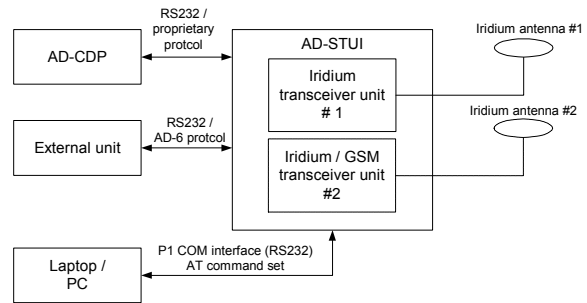 RS232 /
proprietary
protcol
AD-CDP
AD-STUI
Iridium antenna #1
Iridium
transceiver unit
# 1
RS232 /
AD-6 protcol
External unit
Iridium antenna #2
Iridium / GSM
transceiver unit
#2
P1 COM interface (RS232)
AT command set
Laptop /
PC